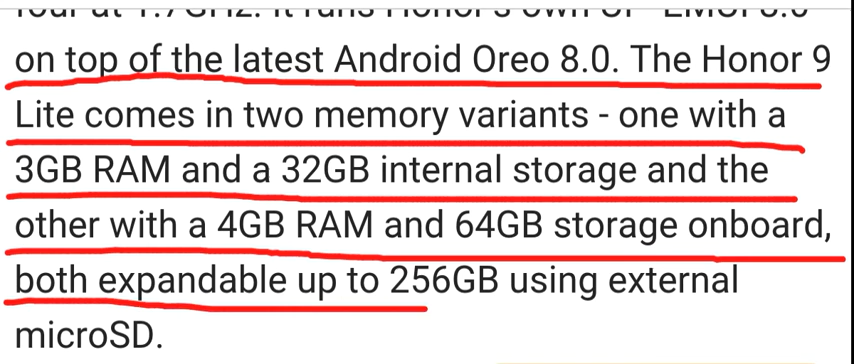 on top of the latest Android Oreo 8.0. The Honor 9
Lite comes in two memory variants - one with a
3GB RAM and a 32GB internal storage and the
other with a 4GB RAM and 64GB storage onboard,
both expandable up to 256GB using external
microSD.